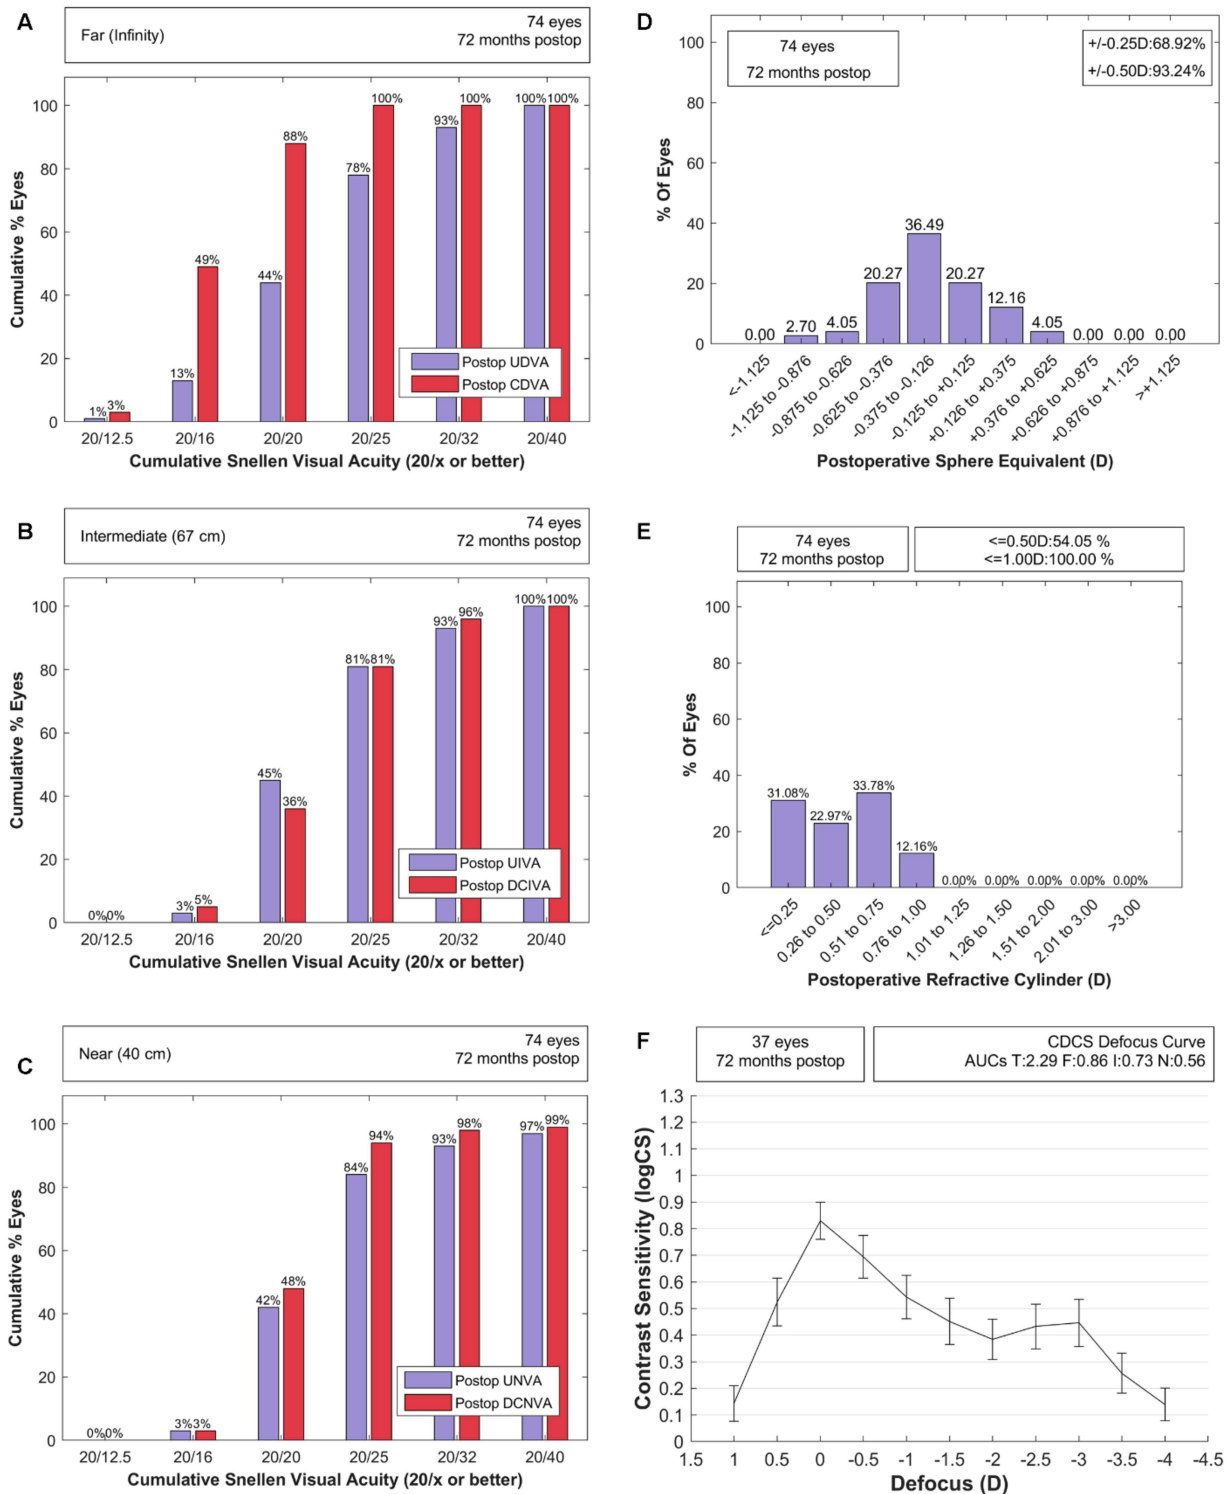 A
Far (Infinity)
74 eyes
72 months postop
Cumulative % Eyes
100
80
60
40
20
0
1%
3%
13%
49%
44%
88%
78%
100%
93%
100%
100%
100%
Postop UDVA
Postop CDVA
20/12.5
20/16
20/20
20/25
20/32
20/40
Cumulative Snellen Visual Acuity (20/x or better)
B
Intermediate (67 cm)
74 eyes
72 months postop
Cumulative % Eyes
100
80
60
40
20
0
0%
0%
3%
5%
45%
36%
81%
81%
93%
96%
100%
100%
Postop UIVA
Postop DCIVA
20/12.5
20/16
20/20
20/25
20/32
20/40
Cumulative Snellen Visual Acuity (20/x or better)
C
Near (40 cm)
74 eyes
72 months postop
Cumulative % Eyes
100
80
60
40
20
0
0%
0%
3%
3%
42%
48%
84%
94%
93%
98%
97%
99%
Postop UNVA
Postop DCNVA
20/12.5
20/16
20/20
20/25
20/32
20/40
Cumulative Snellen Visual Acuity (20/x or better)
D
74 eyes
72 months postop
+/-0.25D:68.92%
+/-0.50D:93.24%
% Of Eyes
100
80
60
40
20
0
0.00
2.70
4.05
20.27
36.49
20.27
12.16
4.05
0.00
0.00
0.00
<-1.125
-1.125 to -0.876
-0.875 to -0.626
-0.625 to -0.376
-0.375 to -0.126
-0.125 to +0.125
+0.126 to +0.375
+0.376 to +0.625
+0.626 to +0.875
+0.876 to +1.125
>+1.125
Postoperative Sphere Equivalent (D)
E
74 eyes
72 months postop
<=0.50D:54.05 %
<=1.00D:100.00 %
% Of Eyes
100
80
60
40
20
0
31.08%
22.97%
33.78%
12.16%
0.00%
0.00%
0.00%
0.00%
0.00%
<=0.25
0.26 to 0.50
0.51 to 0.75
0.76 to 1.00
1.01 to 1.25
1.26 to 1.50
1.51 to 2.00
2.01 to 3.00
>3.00
Postoperative Refractive Cylinder (D)
F
37 eyes
72 months postop
CDCS Defocus Curve
AUCs T:2.29 F:0.86 I:0.73 N:0.56
Contrast Sensitivity (logCS)
1.3
1.2
1.1
1
0.9
0.8
0.7
0.6
0.5
0.4
0.3
0.2
0.1
0
1.5
1
0.5
0
-0.5
-1
-1.5
-2
-2.5
-3
-3.5
-4
-4.5
Defocus (D)